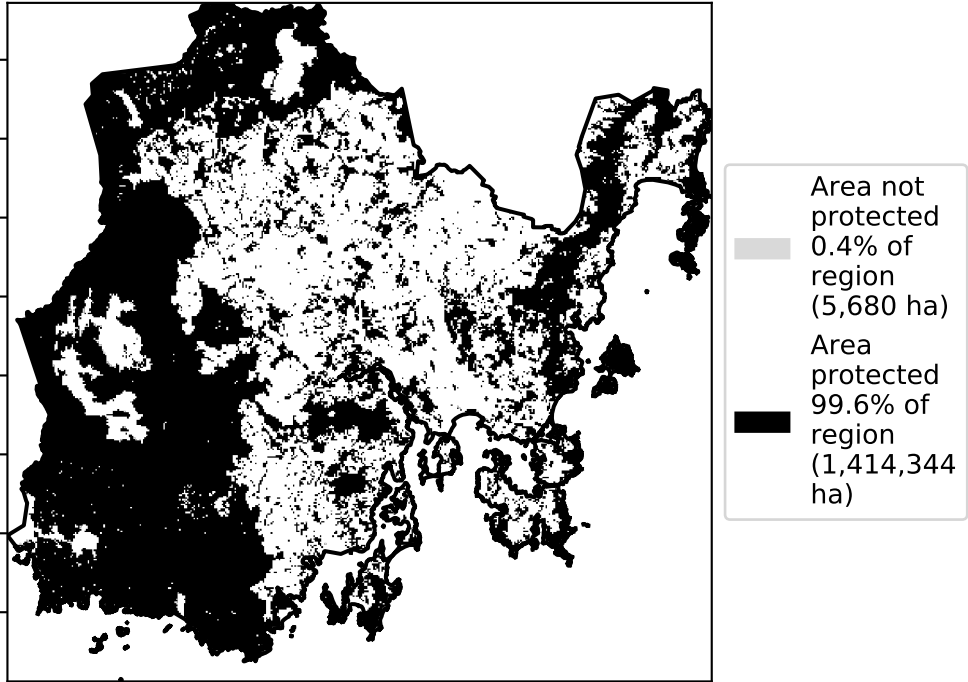 Area not
protected
0.4% of
region
(5,680 ha)
Area
protected
99.6% of
region
(1,414,344
ha)